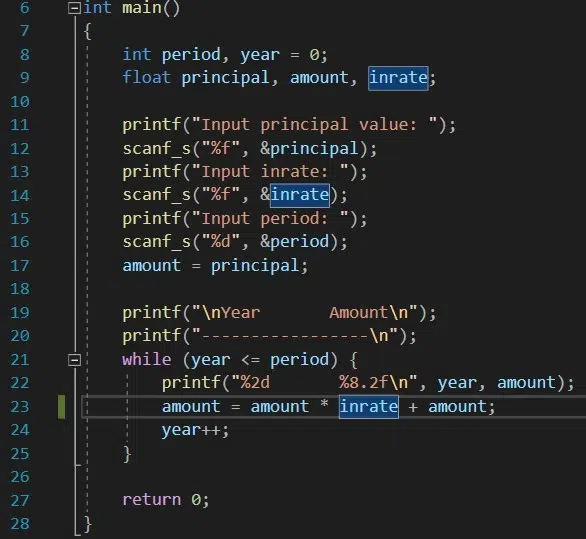 6 int main()
7 {
8 int period, year = 0;
9 float principal, amount, inrate;
10
11 printf("Input principal value: ");
12 scanf_s("%f", &principal);
13 printf("Input inrate: ");
14 scanf_s("%f", &inrate);
15 printf("Input period: ");
16 scanf_s("%d", &period);
17 amount = principal;
18
19 printf("\nYear       Amount\n");
20 printf("-----------------\n");
21 while (year <= period) {
22 printf("%2d       %8.2f\n", year, amount);
23 amount = amount * inrate + amount;
24 year++;
25 }
26
27 return 0;
28 }